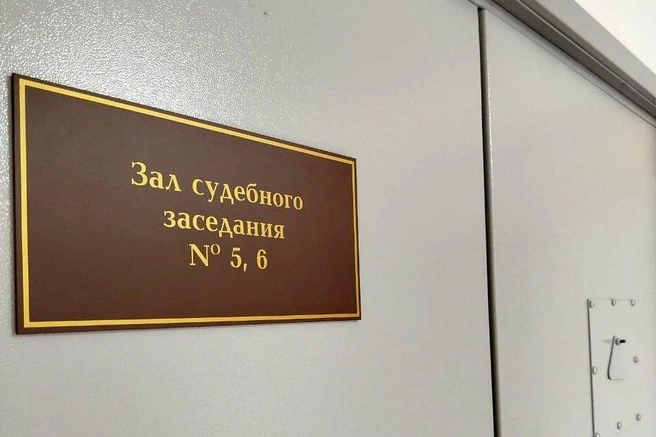 Зал судебного
заседания
№ 5, 6